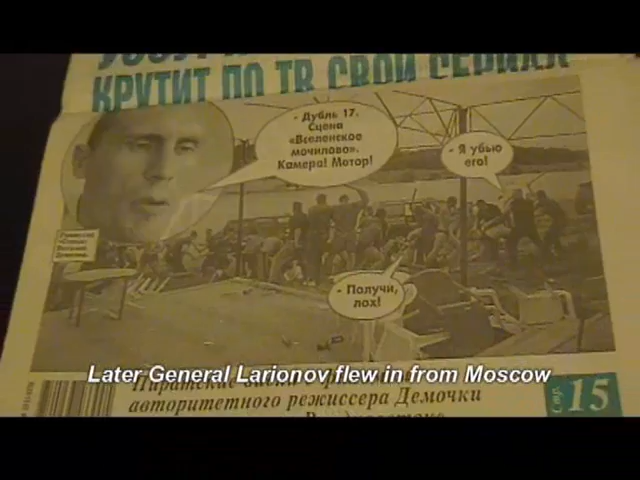 КРУТИТ ПО ТВ СВОЙ СЕРИАЛ
- Дубль 17.
Сцена
«Вселенское
мочилово».
Камера! Мотор!
- Я убью
его!
- Получи,
лох!
Later General Larionov flew in from Moscow
авторитетного режиссера Демочки
Стр. 15